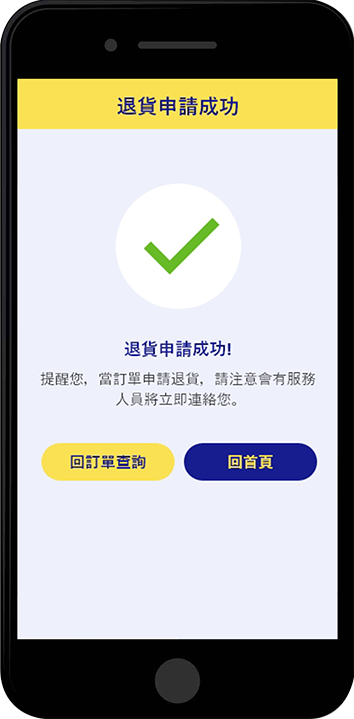 退貨申請成功
退貨申請成功!
提醒您，當訂單申請退貨，請注意會有服務
人員將立即連絡您。
回訂單查詢
回首頁